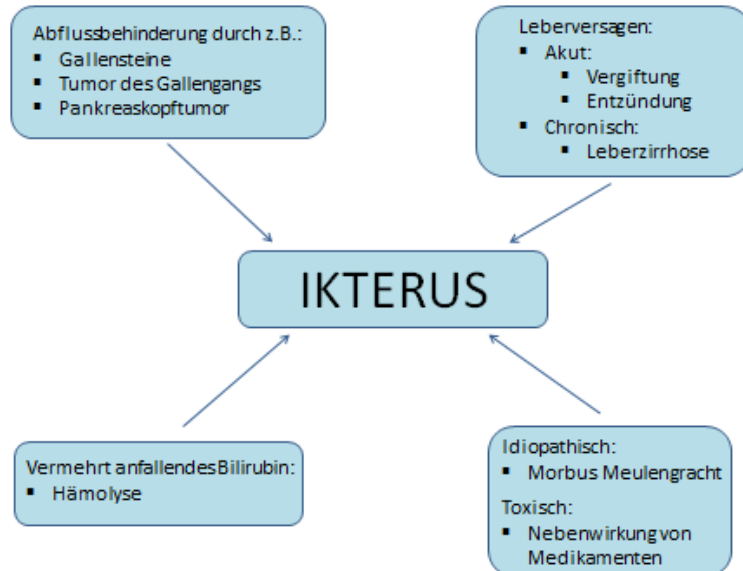 Abflussbehinderung durch z.B.:
▪ Gallensteine
▪ Tumor des Gallengangs
▪ Pankreaskopftumor
Leberversagen:
▪ Akut:
▪ Vergiftung
▪ Entzündung
▪ Chronisch:
▪ Leberzirrhose
IKTERUS
Vermehrt anfallendes Bilirubin:
▪ Hämolyse
Idiopathisch:
▪ Morbus Meulengracht
Toxisch:
▪ Nebenwirkung von
Medikamenten